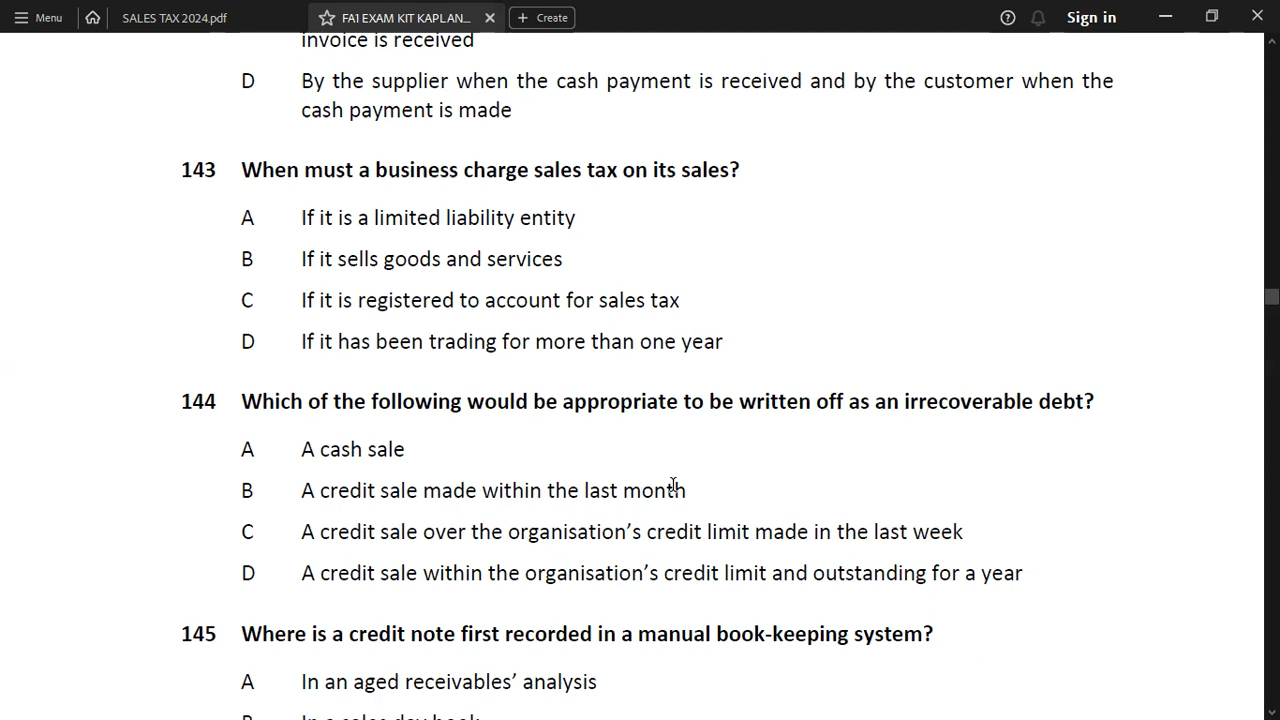 Menu
SALES TAX 2024.pdf
FA1 EXAM KIT KAPLAN...
Create
Sign in
invoice is received
D By the supplier when the cash payment is received and by the customer when the
cash payment is made
143 When must a business charge sales tax on its sales?
A If it is a limited liability entity
B If it sells goods and services
C If it is registered to account for sales tax
D If it has been trading for more than one year
144 Which of the following would be appropriate to be written off as an irrecoverable debt?
A A cash sale
B A credit sale made within the last month
C A credit sale over the organisation’s credit limit made in the last week
D A credit sale within the organisation’s credit limit and outstanding for a year
145 Where is a credit note first recorded in a manual book-keeping system?
A In an aged receivables’ analysis
B In a sales day book